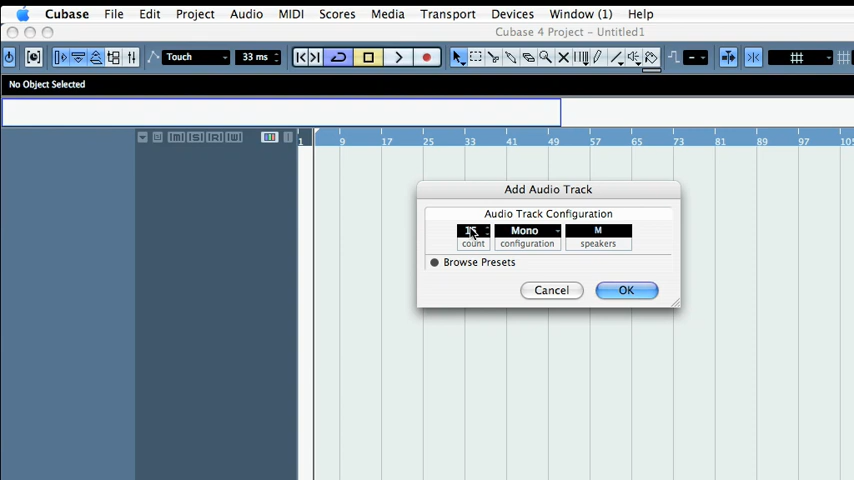 Cubase File Edit Project Audio MIDI Scores Media Transport Devices Window (1) Help
Cubase 4 Project - Untitled1
Touch 33 ms
No Object Selected
1 9 17 25 33 41 49 57 65 73 81 89 97 105
Add Audio Track
Audio Track Configuration
Mono M
count configuration speakers
Browse Presets
Cancel OK